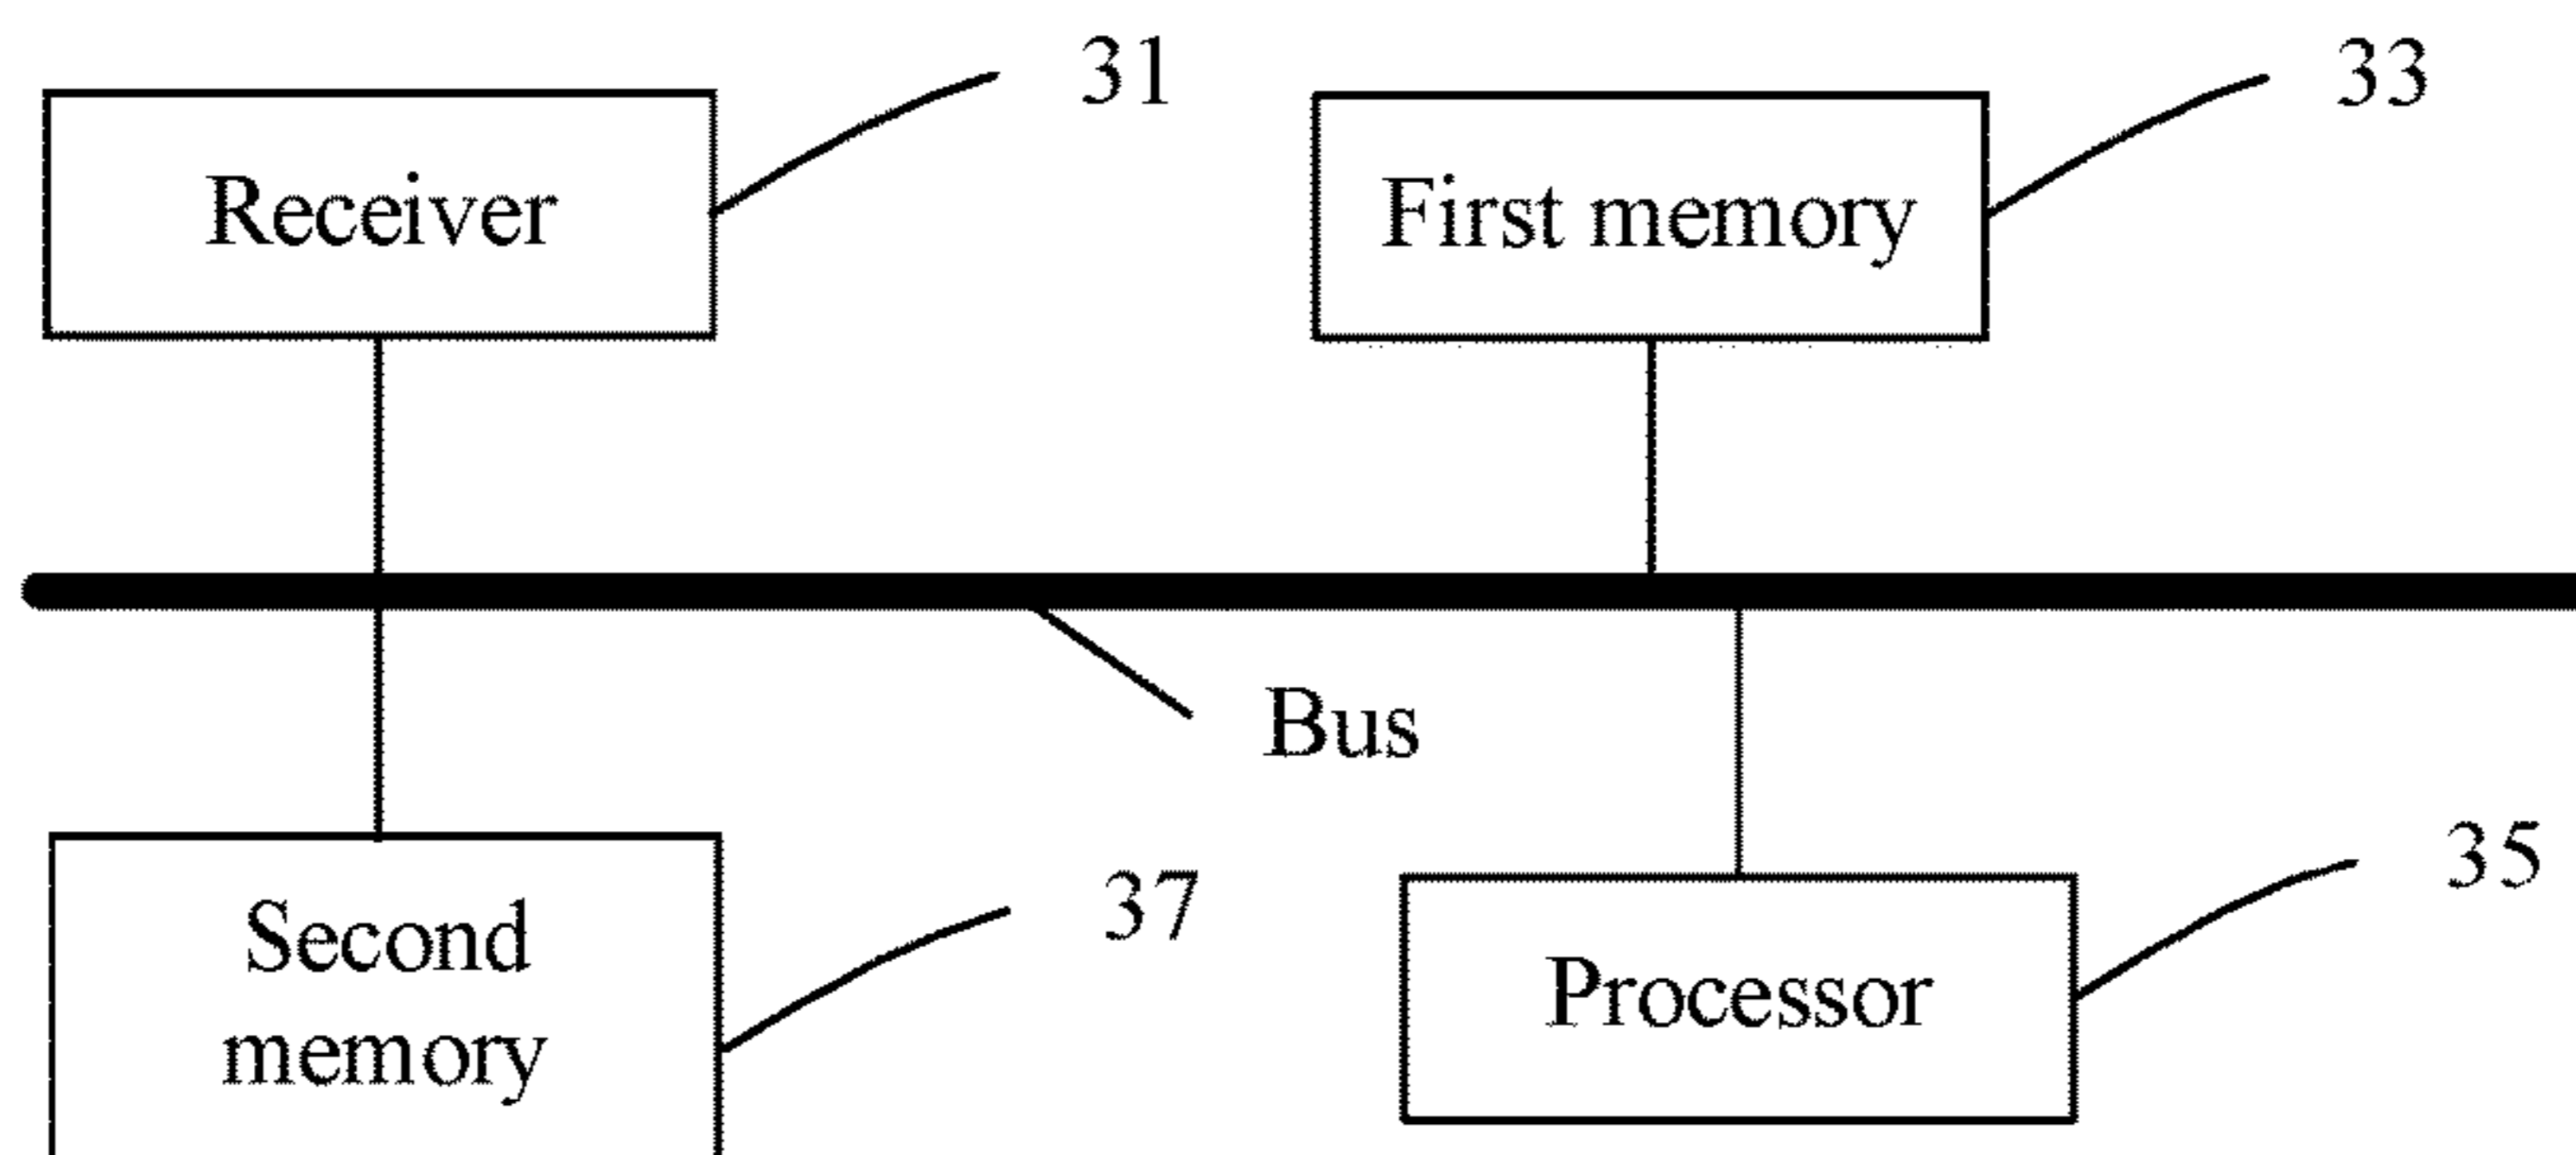 31
33
Receiver
First memory
Bus
37
35
Second
memory
Processor